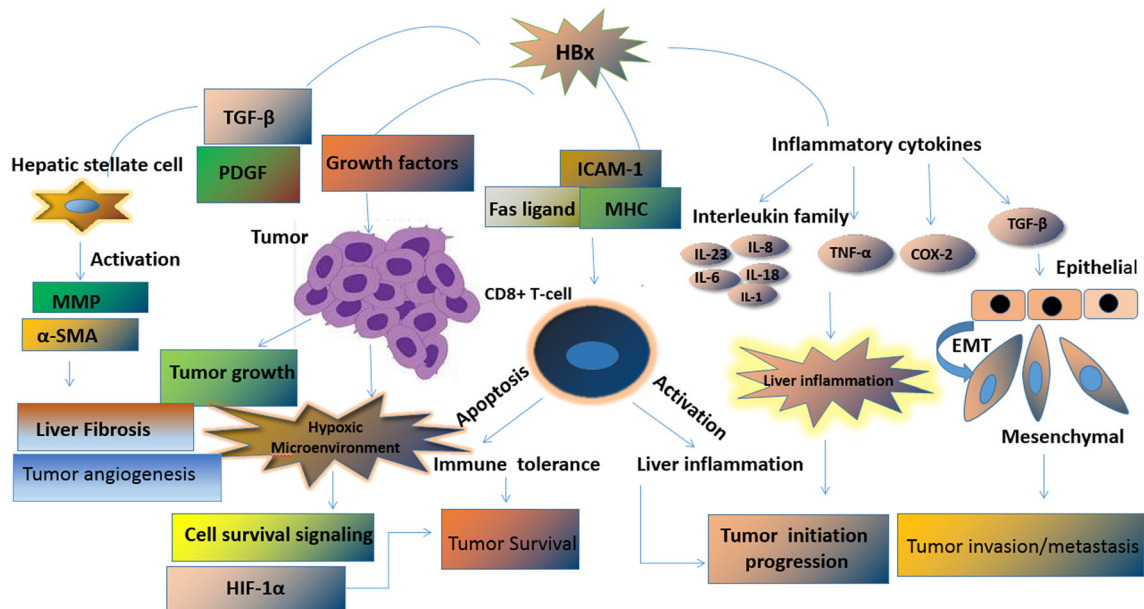 HBx
TGF-β
PDGF
Hepatic stellate cell
Activation
MMP
α-SMA
Liver Fibrosis
Tumor angiogenesis
Growth factors
Tumor
Tumor growth
Hypoxic
Microenvironment
Cell survival signaling
HIF-1α
ICAM-1
Fas ligand
MHC
CD8+ T-cell
Apoptosis
Activation
Immune tolerance
Liver inflammation
Tumor Survival
Inflammatory cytokines
Interleukin family
IL-23
IL-8
IL-6
IL-18
IL-1
TNF-α
COX-2
TGF-β
Liver inflammation
Epithelial
EMT
Mesenchymal
Tumor initiation
progression
Tumor invasion/metastasis